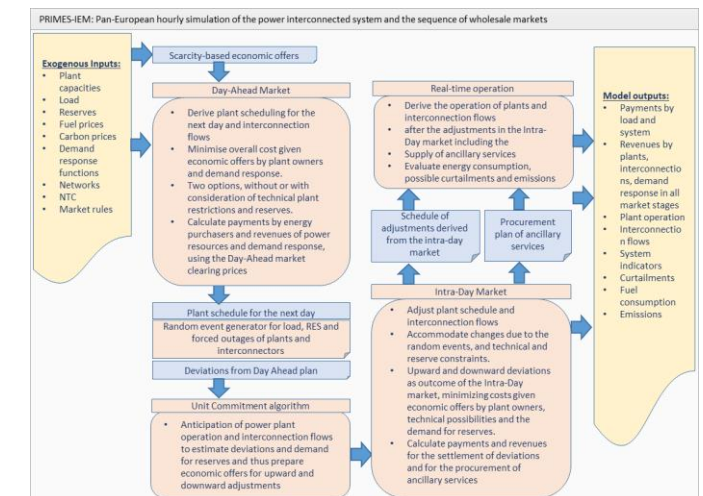 PRIMES-IEM: Pan-European hourly simulation of the power interconnected system and the sequence of wholesale markets
Exogenous Inputs:
• Plant
capacities
• Load
• Reserves
• Fuel prices
• Carbon prices
• Demand
response
functions
• Networks
• NTC
• Market rules
Scarcity-based economic offers
Day-Ahead Market
• Derive plant scheduling for the
next day and interconnection
flows
• Minimise overall cost given
economic offers by plant owners
and demand response.
• Two options, without or with
consideration of technical plant
restrictions and reserves.
• Calculate payments by energy
purchasers and revenues of power
resources and demand response,
using the Day-Ahead market
clearing prices
Plant schedule for the next day
Random event generator for load, RES and
forced outages of plants and
interconnectors
Deviations from Day Ahead plan
Unit Commitment algorithm
• Anticipation of power plant
operation and interconnection flows
to estimate deviations and demand
for reserves and thus prepare
economic offers for upward and
downward adjustments
Real-time operation
• Derive the operation of plants and
interconnection flows
• after the adjustments in the Intra-
Day market including the
• Supply of ancillary services
• Evaluate energy consumption,
possible curtailments and emissions
Schedule of
adjustments derived
from the intra-day
market
Procurement
plan of ancillary
services
Intra-Day Market
• Adjust plant schedule and
interconnection flows
• Accommodate changes due to the
random events, and technical and
reserve constraints.
• Upward and downward deviations
as outcome of the Intra-Day
market, minimizing costs given
economic offers by plant owners,
technical possibilities and the
demand for reserves.
• Calculate payments and revenues
for the settlement of deviations
and for the procurement of
ancillary services
Model outputs:
• Payments by
load and
system
• Revenues by
plants,
interconnectio
ns, demand
response in all
market stages
• Plant operation
• Interconnectio
n flows
• System
indicators
• Curtailments
• Fuel
consumption
• Emissions